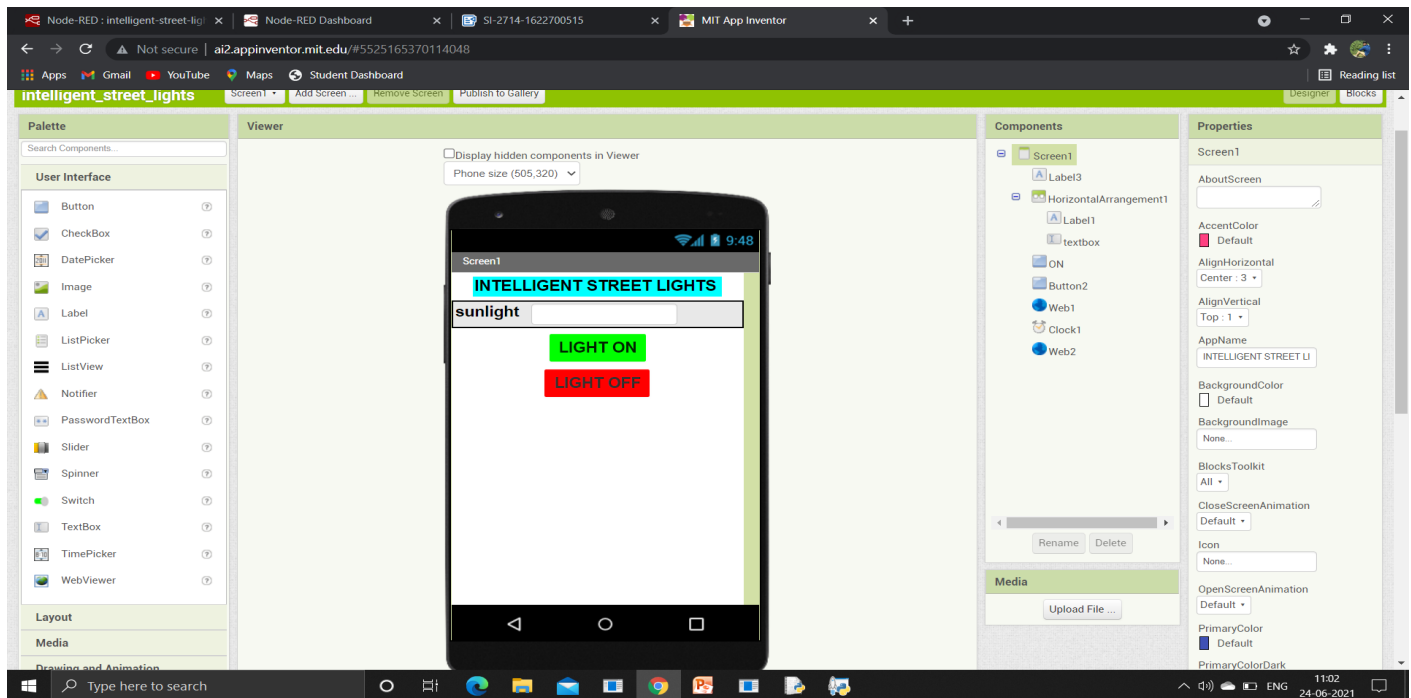 Node-RED : intelligent-street-lig
Node-RED Dashboard
SI-2714-1622700515
MIT App Inventor
Not secure | ai2.appinventor.mit.edu/#5525165370114048
Apps
Gmail
YouTube
Maps
Student Dashboard
Reading list
intelligent_street_lights
Screen1
Add Screen ...
Remove Screen
Publish to Gallery
Designer
Blocks
Palette
Search Components...
User Interface
Button
CheckBox
DatePicker
Image
Label
ListPicker
ListView
Notifier
PasswordTextBox
Slider
Spinner
Switch
TextBox
TimePicker
WebViewer
Layout
Media
Drawing and Animation
Viewer
Display hidden components in Viewer
Phone size (505,320)
9:48
Screen1
INTELLIGENT STREET LIGHTS
sunlight
LIGHT ON
LIGHT OFF
Components
Screen1
Label3
HorizontalArrangement1
Label1
textbox
ON
Button2
Web1
Clock1
Web2
Rename
Delete
Media
Upload File ...
Properties
Screen1
AboutScreen
AccentColor
Default
AlignHorizontal
Center : 3
AlignVertical
Top : 1
AppName
INTELLIGENT STREET LI
BackgroundColor
Default
BackgroundImage
None...
BlocksToolkit
All
CloseScreenAnimation
Default
Icon
None...
OpenScreenAnimation
Default
PrimaryColor
Default
PrimaryColorDark
Type here to search
ENG
11:02
24-06-2021